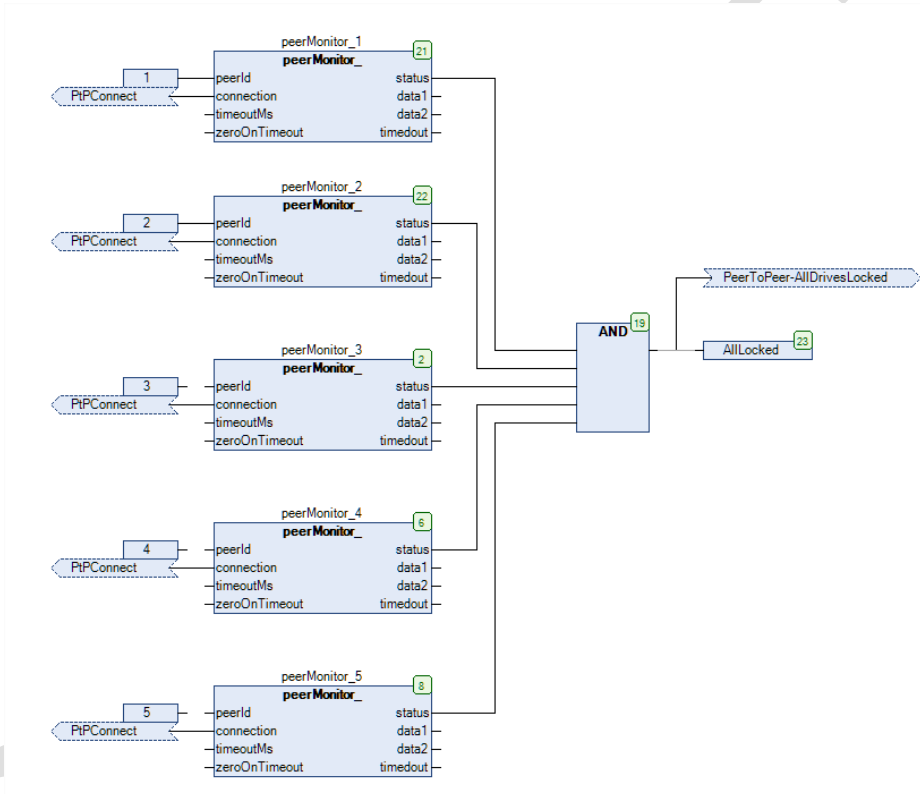 peerMonitor_1
21
peerMonitor_
1 peerId status
PtPConnect connection data1
timeoutMs data2
zeroOnTimeout timedout
peerMonitor_2
22
peerMonitor_
2 peerId status
PtPConnect connection data1
timeoutMs data2
zeroOnTimeout timedout
PeerToPeer-AllDrivesLocked
AND 19
AllLocked 23
peerMonitor_3
2
peerMonitor_
3 peerId status
PtPConnect connection data1
timeoutMs data2
zeroOnTimeout timedout
peerMonitor_4
6
peerMonitor_
4 peerId status
PtPConnect connection data1
timeoutMs data2
zeroOnTimeout timedout
peerMonitor_5
8
peerMonitor_
5 peerId status
PtPConnect connection data1
timeoutMs data2
zeroOnTimeout timedout